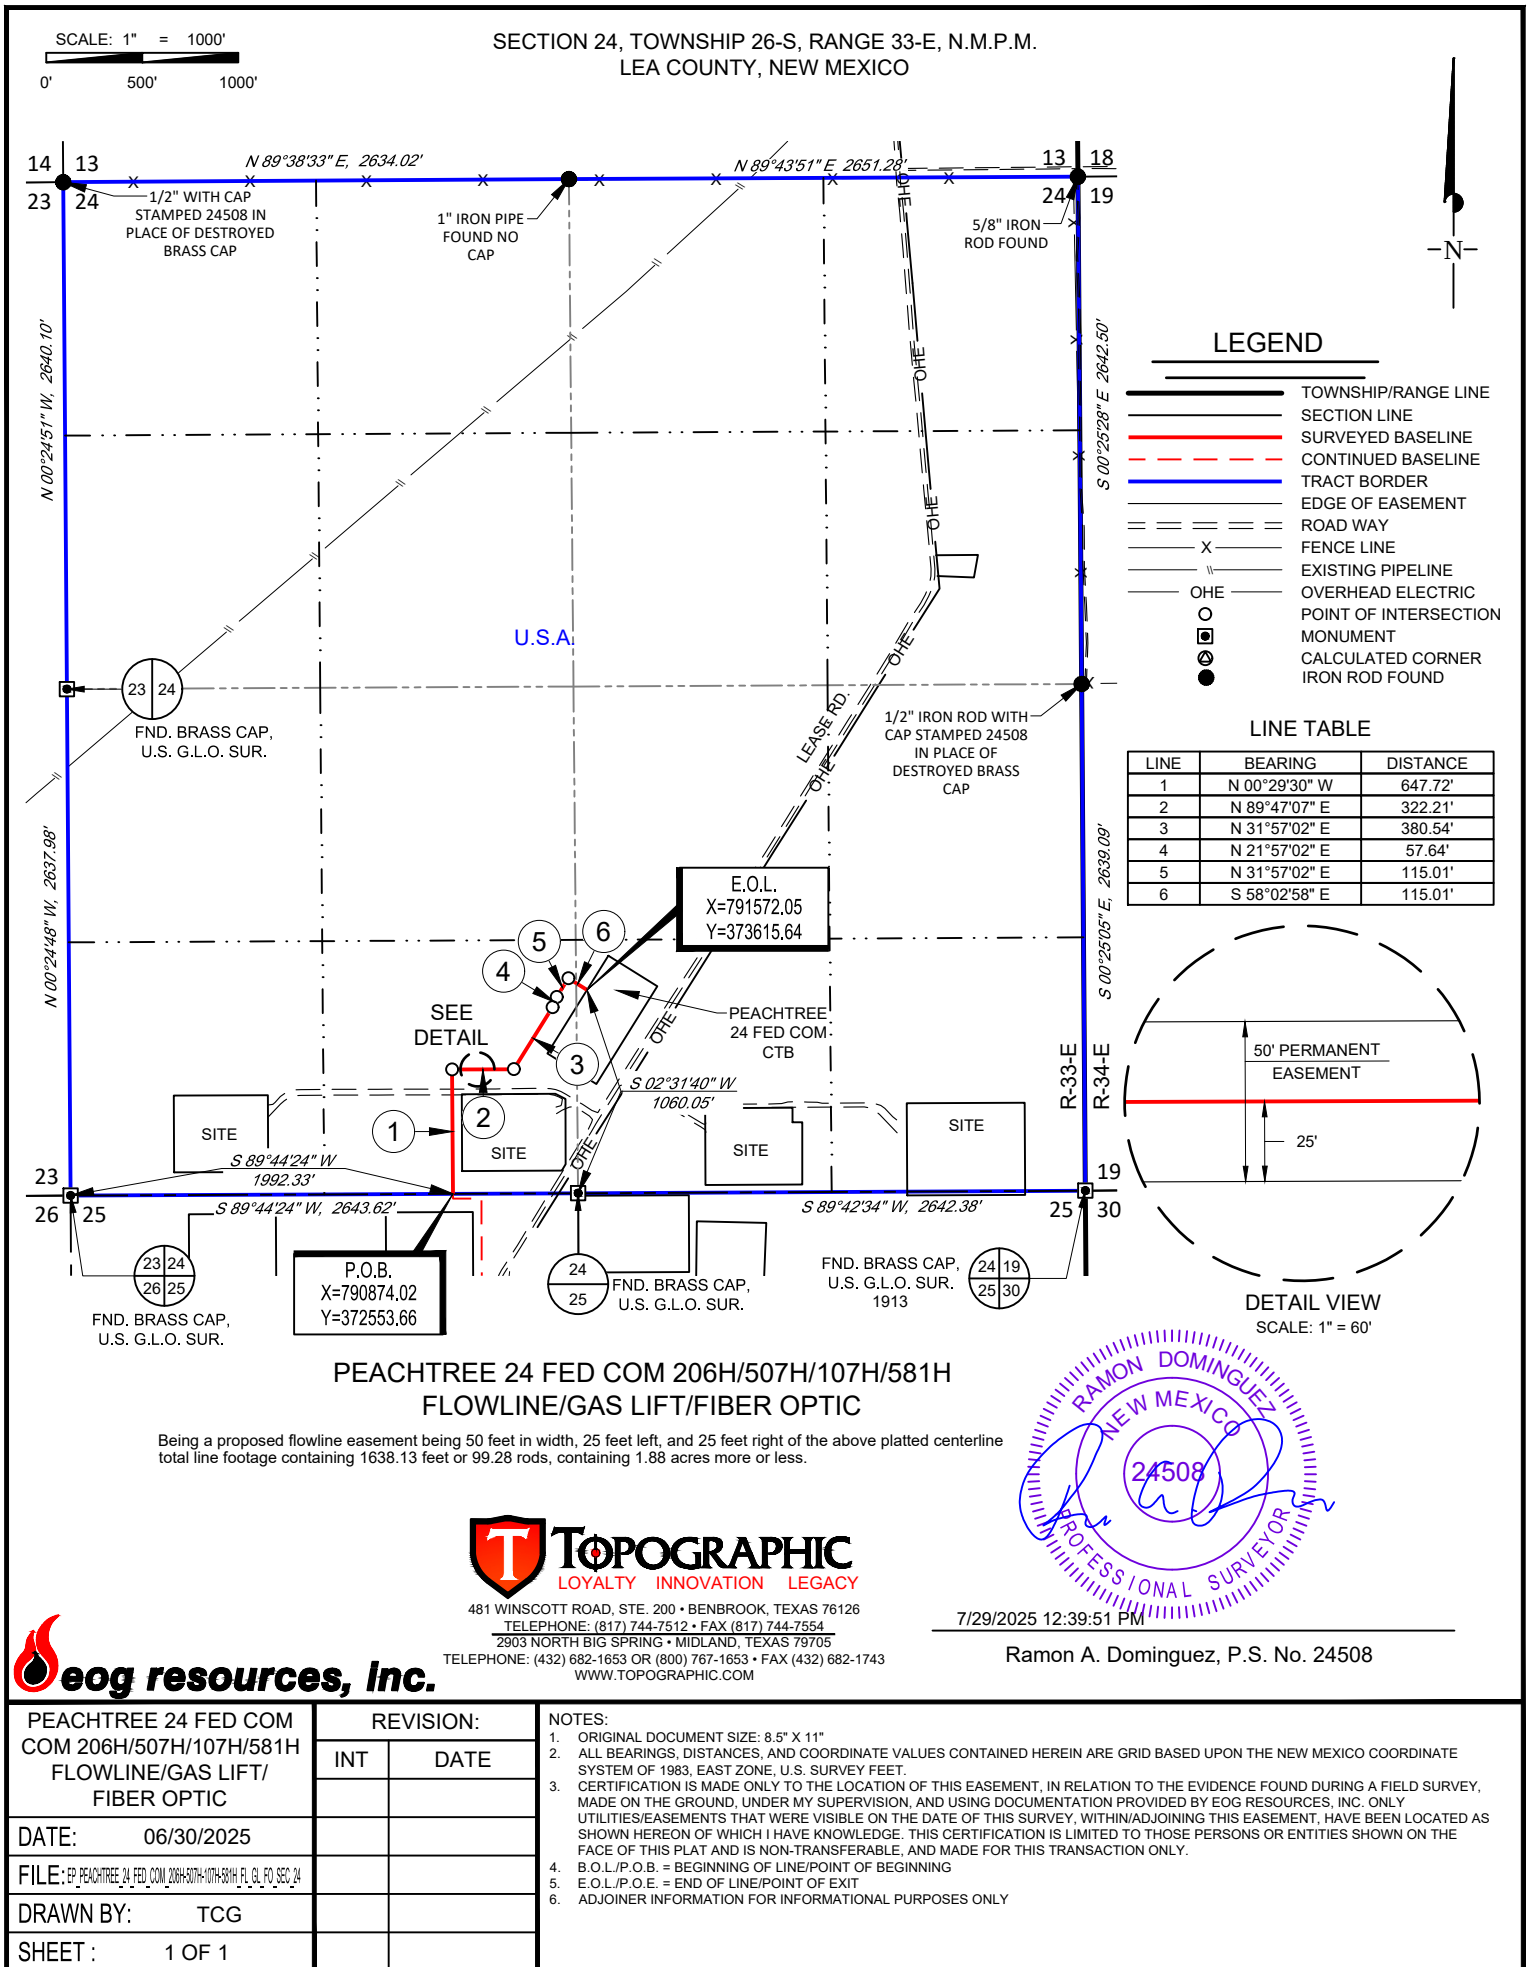 SCALE: 1" = 1000'
0' 500' 1000'
SECTION 24, TOWNSHIP 26-S, RANGE 33-E, N.M.P.M.
LEA COUNTY, NEW MEXICO
14 13
23 24
N 89°38'33" E, 2634.02'
N 89°43'51" E 2651.28'
13 18
24 19
1/2" WITH CAP
STAMPED 24508 IN
PLACE OF DESTROYED
BRASS CAP
1" IRON PIPE
FOUND NO
CAP
5/8" IRON
ROD FOUND
OHE
-N-
N 00°24'51" W, 2640.10'
S 00°25'28" E 2642.50'
OHE
OHE
LEGEND
TOWNSHIP/RANGE LINE
SECTION LINE
SURVEYED BASELINE
CONTINUED BASELINE
TRACT BORDER
EDGE OF EASEMENT
ROAD WAY
X FENCE LINE
\\ EXISTING PIPELINE
OHE OVERHEAD ELECTRIC
POINT OF INTERSECTION
MONUMENT
CALCULATED CORNER
IRON ROD FOUND
U.S.A.
OHE
23 24
FND. BRASS CAP,
U.S. G.L.O. SUR.
LEASE RD.
OHE
1/2" IRON ROD WITH
CAP STAMPED 24508
IN PLACE OF
DESTROYED BRASS
CAP
LINE TABLE
LINE BEARING DISTANCE
1 N 00°29'30" W 647.72'
2 N 89°47'07" E 322.21'
3 N 31°57'02" E 380.54'
4 N 21°57'02" E 57.64'
5 N 31°57'02" E 115.01'
6 S 58°02'58" E 115.01'
N 00°24'48" W, 2637.98'
S 00°25'05" E, 2639.09'
E.O.L.
X=791572.05
Y=373615.64
5 6
4
SEE
DETAIL
3
PEACHTREE
24 FED COM
CTB
OHE
S 02°31'40" W
1060.05'
R-33-E
R-34-E
50' PERMANENT
EASEMENT
25'
1
2
SITE
SITE
SITE
SITE
OHE
S 89°44'24" W
1992.33'
23
26 25
S 89°44'24" W, 2643.62'
S 89°42'34" W, 2642.38'
19
25 30
23 24
26 25
FND. BRASS CAP,
U.S. G.L.O. SUR.
P.O.B.
X=790874.02
Y=372553.66
24
25
FND. BRASS CAP,
U.S. G.L.O. SUR.
FND. BRASS CAP,
U.S. G.L.O. SUR.
1913
24 19
25 30
DETAIL VIEW
SCALE: 1" = 60'
PEACHTREE 24 FED COM 206H/507H/107H/581H
FLOWLINE/GAS LIFT/FIBER OPTIC
Being a proposed flowline easement being 50 feet in width, 25 feet left, and 25 feet right of the above platted centerline
total line footage containing 1638.13 feet or 99.28 rods, containing 1.88 acres more or less.
RAMON DOMINGUEZ
NEW MEXICO
24508
PROFESSIONAL SURVEYOR
T TOPOGRAPHIC
LOYALTY INNOVATION LEGACY
481 WINSCOTT ROAD, STE. 200 • BENBROOK, TEXAS 76126
TELEPHONE: (817) 744-7512 • FAX (817) 744-7554
2903 NORTH BIG SPRING • MIDLAND, TEXAS 79705
TELEPHONE: (432) 682-1653 OR (800) 767-1653 • FAX (432) 682-1743
WWW.TOPOGRAPHIC.COM
7/29/2025 12:39:51 PM
Ramon A. Dominguez, P.S. No. 24508
eog resources, inc.
PEACHTREE 24 FED COM
COM 206H/507H/107H/581H
FLOWLINE/GAS LIFT/
FIBER OPTIC
DATE: 06/30/2025
FILE: EP_PEACHTREE_24_FED_COM_206H-507H-107H-581H_FL_GL_FO_SEC_24
DRAWN BY: TCG
SHEET : 1 OF 1
REVISION:
INT DATE
NOTES:
1. ORIGINAL DOCUMENT SIZE: 8.5" X 11"
2. ALL BEARINGS, DISTANCES, AND COORDINATE VALUES CONTAINED HEREIN ARE GRID BASED UPON THE NEW MEXICO COORDINATE
SYSTEM OF 1983, EAST ZONE, U.S. SURVEY FEET.
3. CERTIFICATION IS MADE ONLY TO THE LOCATION OF THIS EASEMENT, IN RELATION TO THE EVIDENCE FOUND DURING A FIELD SURVEY,
MADE ON THE GROUND, UNDER MY SUPERVISION, AND USING DOCUMENTATION PROVIDED BY EOG RESOURCES, INC. ONLY
UTILITIES/EASEMENTS THAT WERE VISIBLE ON THE DATE OF THIS SURVEY, WITHIN/ADJOINING THIS EASEMENT, HAVE BEEN LOCATED AS
SHOWN HEREON OF WHICH I HAVE KNOWLEDGE. THIS CERTIFICATION IS LIMITED TO THOSE PERSONS OR ENTITIES SHOWN ON THE
FACE OF THIS PLAT AND IS NON-TRANSFERABLE, AND MADE FOR THIS TRANSACTION ONLY.
4. B.O.L./P.O.B. = BEGINNING OF LINE/POINT OF BEGINNING
5. E.O.L./P.O.E. = END OF LINE/POINT OF EXIT
6. ADJOINER INFORMATION FOR INFORMATIONAL PURPOSES ONLY